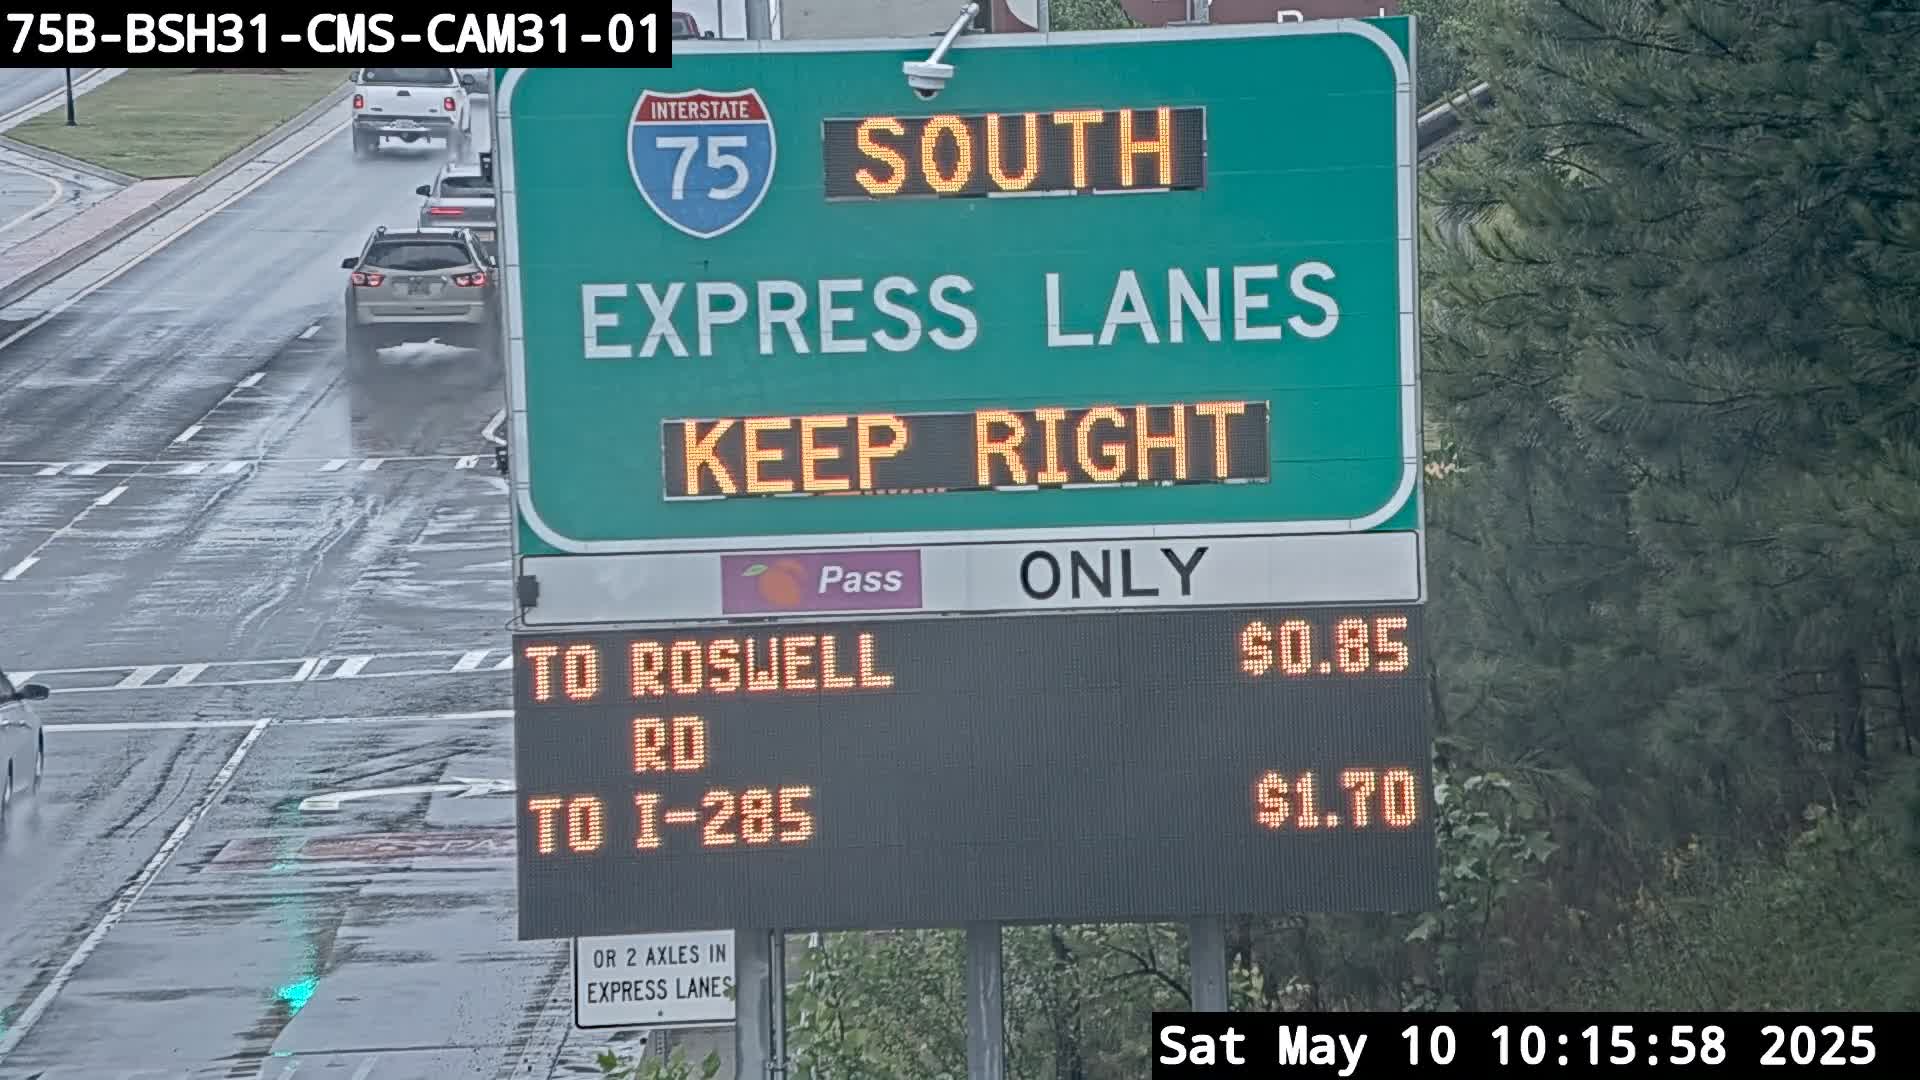 75B-BSH31-CMS-CAM31-01
INTERSTATE
75
SOUTH
EXPRESS LANES
KEEP RIGHT
Pass
ONLY
TO ROSWELL $0.85
RD
TO I-285 $1.70
OR 2 AXLES IN
EXPRESS LANES
Sat May 10 10:15:58 2025